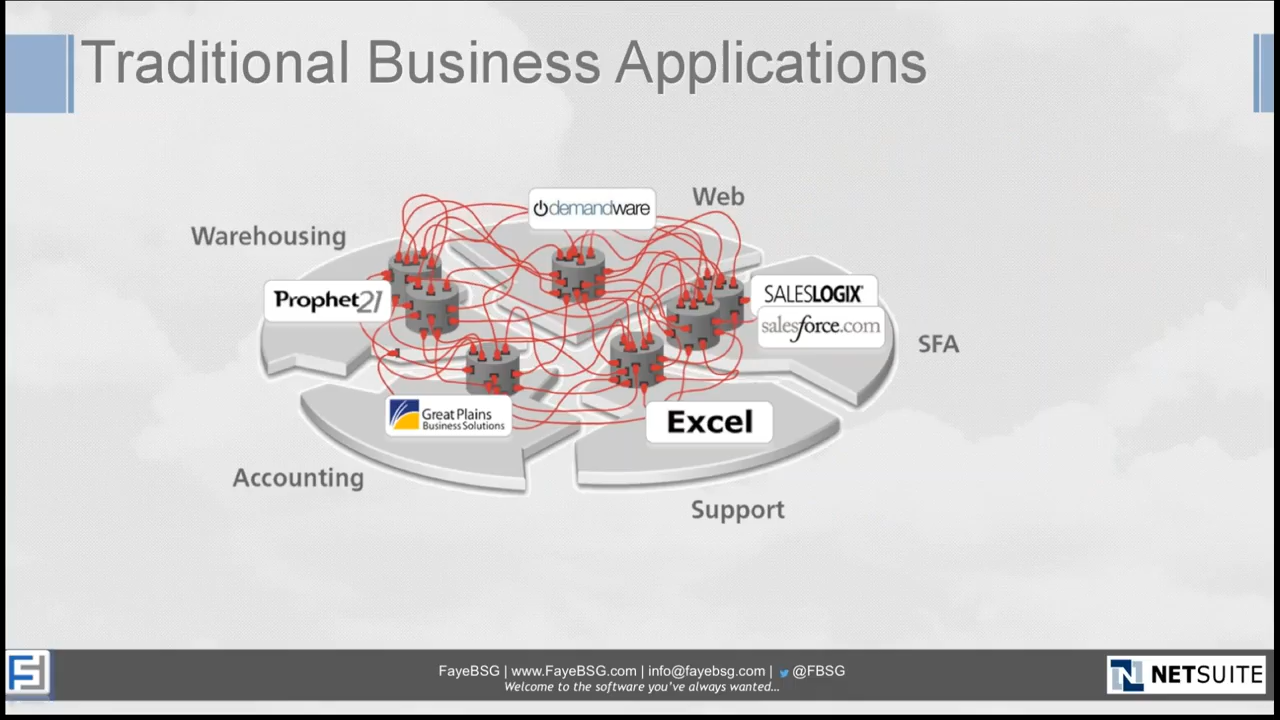 Traditional Business Applications
demandware
Web
Warehousing
Prophet21
SALESLOGIX
salesforce.com
SFA
Great Plains
Business Solutions
Excel
Accounting
Support
FayeBSG | www.FayeBSG.com | info@fayebsg.com | @FBSG
Welcome to the software you've always wanted…
NETSUITE